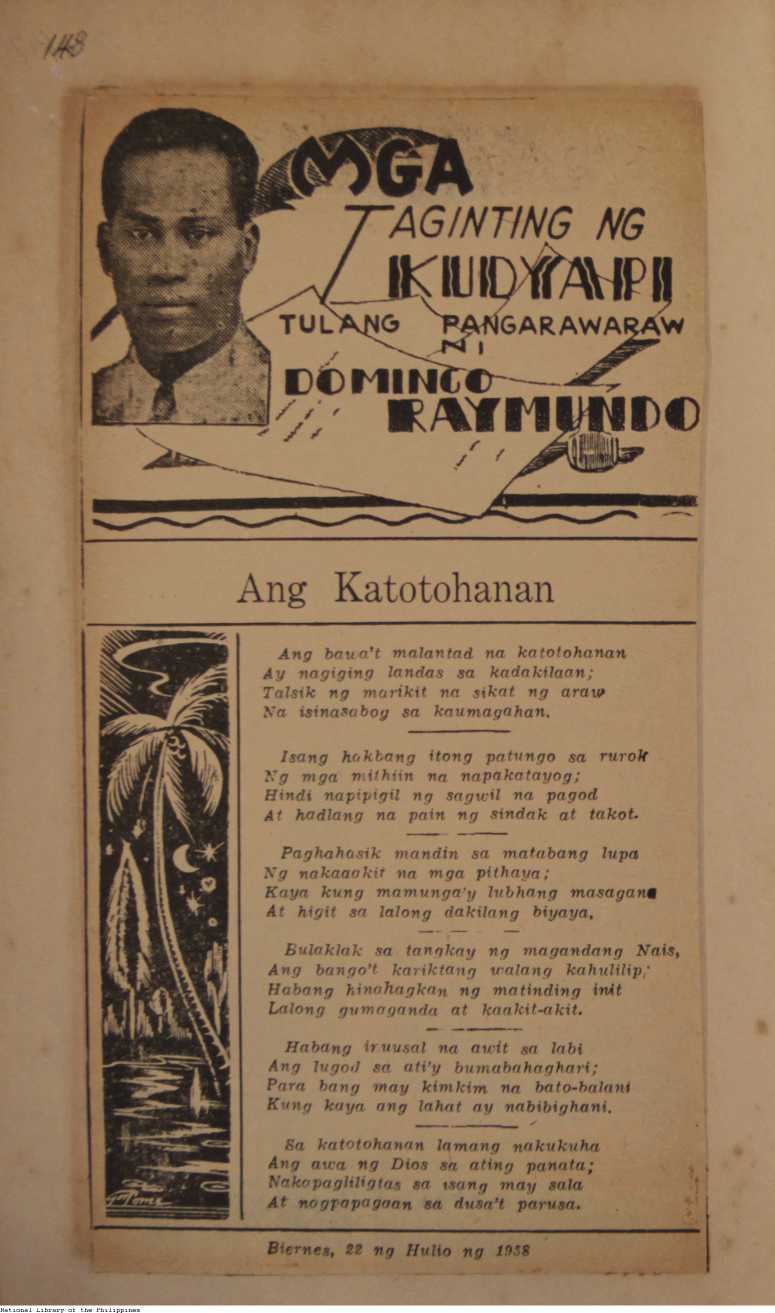 148
MGA
TAGINTING NG
KUDYAPI
TULANG PANGARAWARAW
NI
DOMINGO
RAYMUNDO
Ang Katotohanan
Ang bawa't malantad na katotohanan
Ay nagiging landas sa kadakilaan;
Talsik ng marikit na sikat ng araw
Na isinasabog sa kaumagahan.
Isang hakbang itong patungo sa rurok
Ng mga mithiin na napakatayog;
Hindi napipigil ng sagwil na pagod
At hadlang na pain ng sindak at takot.
Paghahasik mandin sa matabang lupa
Ng nakaaakit na mga pithaya;
Kaya kung mamunga'y lubhang masagana
At higit sa lalong dakilang biyaya,
Bulaklak sa tangkay ng magandang Nais,
Ang bango't kariktang walang kahulilip;
Habang hinahagkan ng matinding init
Lalong gumaganda at kaakit-akit.
Habang iruusal na awit sa labi
Ang lugod sa ati'y bumabahaghari;
Para bang may kimkim na bato-balani
Kung kaya ang lahat ay nabibighani.
Sa katotohanan lamang nakukuha
Ang awa ng Dios sa ating panata;
Nakapagliligtas sa isang may sala
At nagpapagaan sa dusa't parusa.
Biernes, 22 ng Hulio ng 1938
National Library of the Philippines